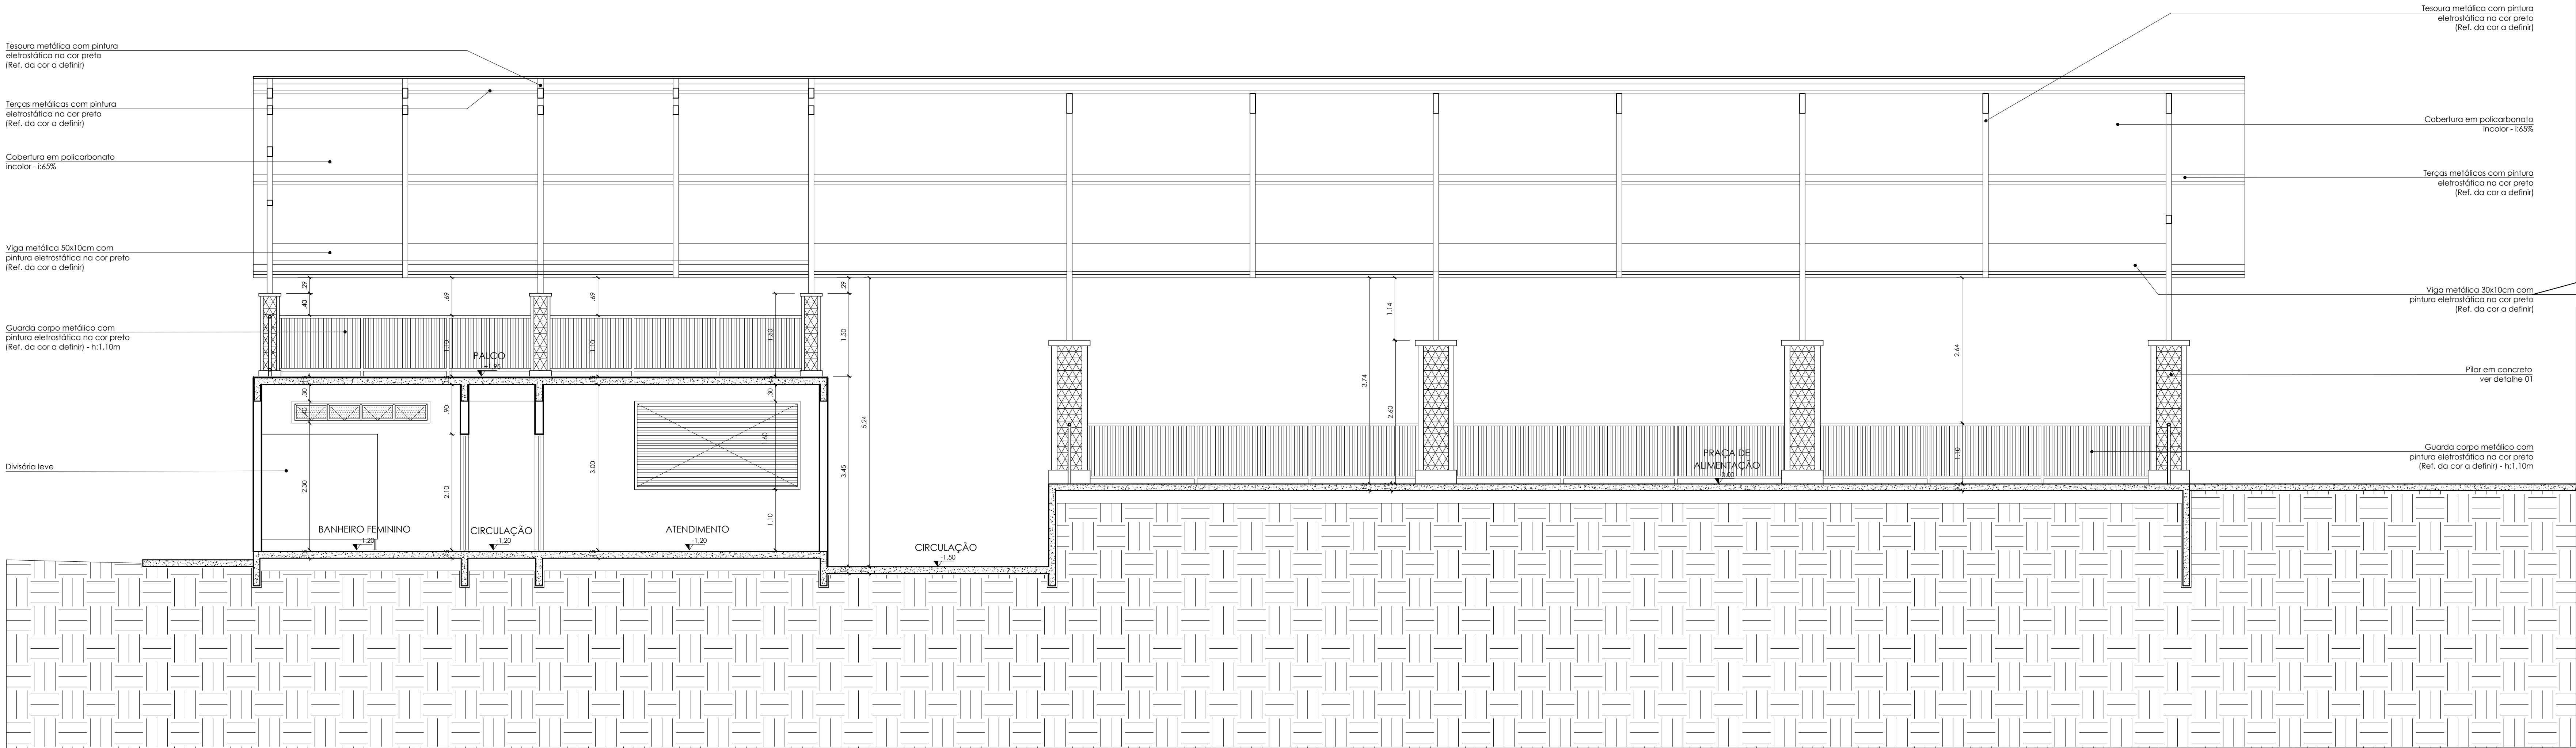 Tesoura metálica com pintura
eletrostática na cor preto
(Ref. da cor a definir)
Terças metálicas com pintura
eletrostática na cor preto
(Ref. da cor a definir)
Cobertura em policarbonato
incolor - i:65%
Viga metálica 50x10cm com
pintura eletrostática na cor preto
(Ref. da cor a definir)
Guarda corpo metálico com
pintura eletrostática na cor preto
(Ref. da cor a definir) - h:1,10m
Divisória leve
.29
.40
.69
.69
.29
1.10
1.10
1.50
1.50
PALCO
+1,95
.30
.40
2.30
.90
2.10
3.00
.30
1.60
1.10
3.45
5.24
BANHEIRO FEMININO
-1,20
CIRCULAÇÃO
-1,20
ATENDIMENTO
-1,20
CIRCULAÇÃO
-1,50
3.74
1.14
2.60
2.64
1.10
PRAÇA DE
ALIMENTAÇÃO
0,00
Tesoura metálica com pintura
eletrostática na cor preto
(Ref. da cor a definir)
Cobertura em policarbonato
incolor - i:65%
Terças metálicas com pintura
eletrostática na cor preto
(Ref. da cor a definir)
Viga metálica 30x10cm com
pintura eletrostática na cor preto
(Ref. da cor a definir)
Pilar em concreto
ver detalhe 01
Guarda corpo metálico com
pintura eletrostática na cor preto
(Ref. da cor a definir) - h:1,10m